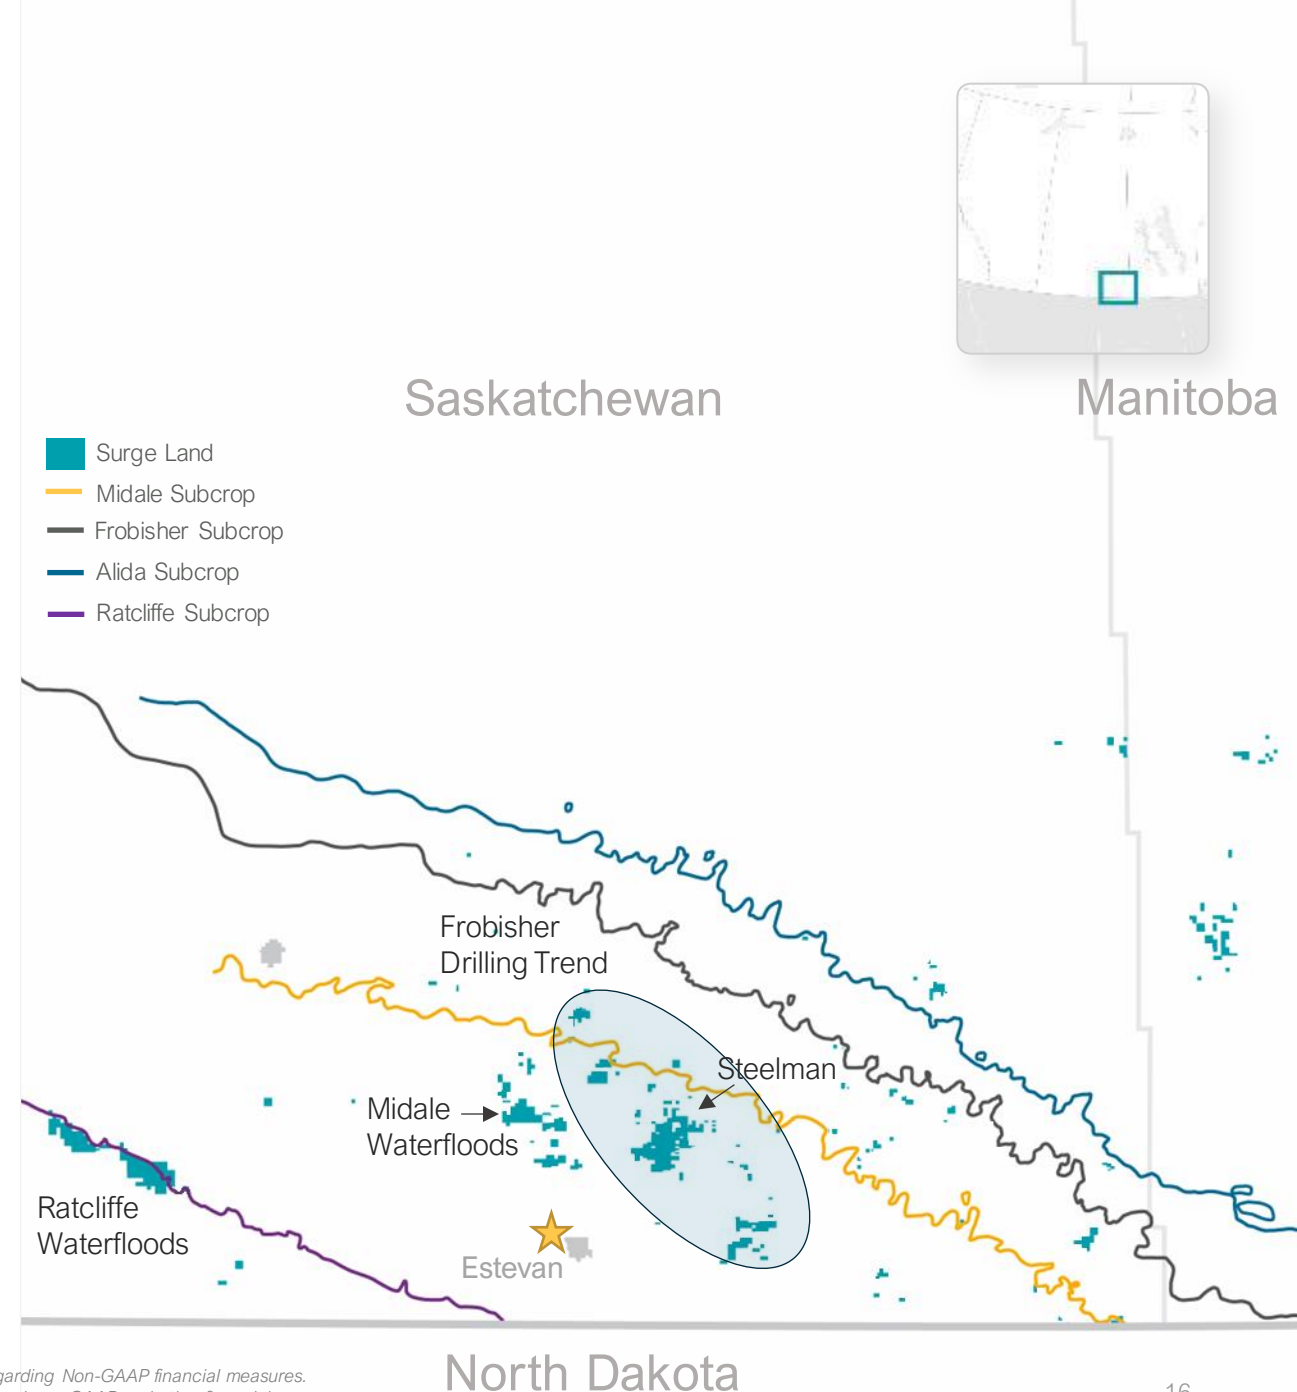 Saskatchewan
Manitoba
Surge Land
Midale Subcrop
Frobisher Subcrop
Alida Subcrop
Ratcliffe Subcrop
Frobisher
Drilling Trend
Steelman
Midale
Waterfloods
Ratcliffe
Waterfloods
Estevan
North Dakota
garding Non-GAAP financial measures.
16